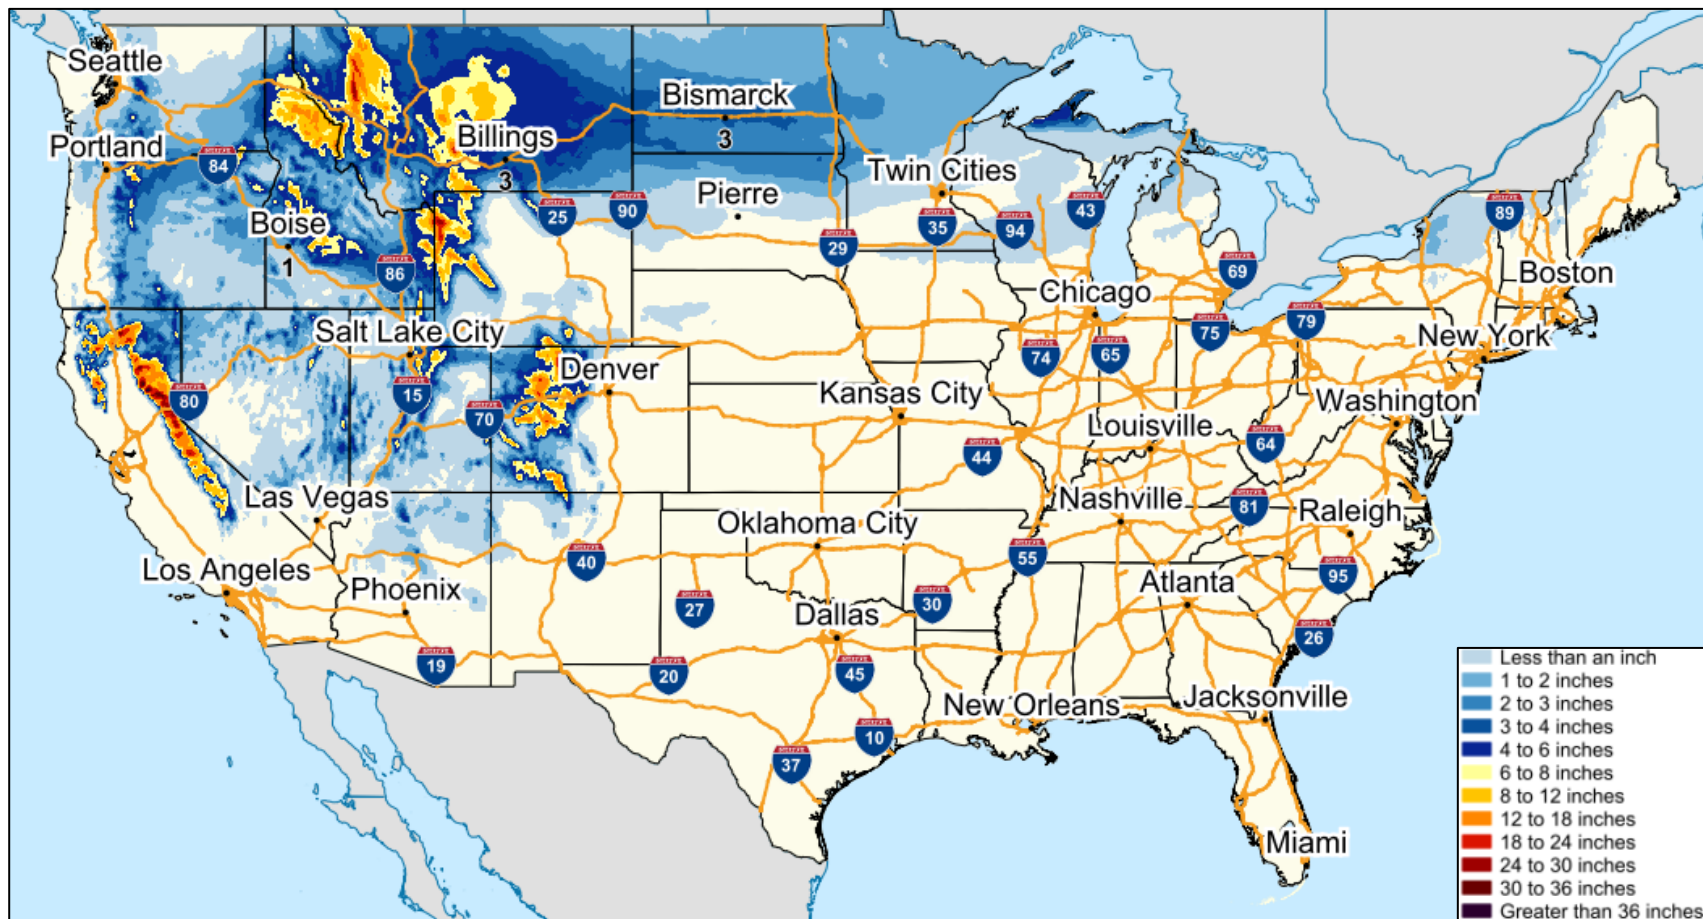 Seattle
Portland
84
Boise
1
86
Billings
3
25
90
Bismarck
3
Pierre
Twin Cities
29
35
94
43
69
89
Boston
Chicago
79
75
74
65
New York
Salt Lake City
80
15
70
Denver
Kansas City
44
Louisville
64
Washington
Las Vegas
Oklahoma City
Nashville
81
Raleigh
Los Angeles
Phoenix
40
27
55
30
Atlanta
95
26
Dallas
19
20
45
New Orleans
Jacksonville
10
37
Miami
Less than an inch
1 to 2 inches
2 to 3 inches
3 to 4 inches
4 to 6 inches
6 to 8 inches
8 to 12 inches
12 to 18 inches
18 to 24 inches
24 to 30 inches
30 to 36 inches
Greater than 36 inches